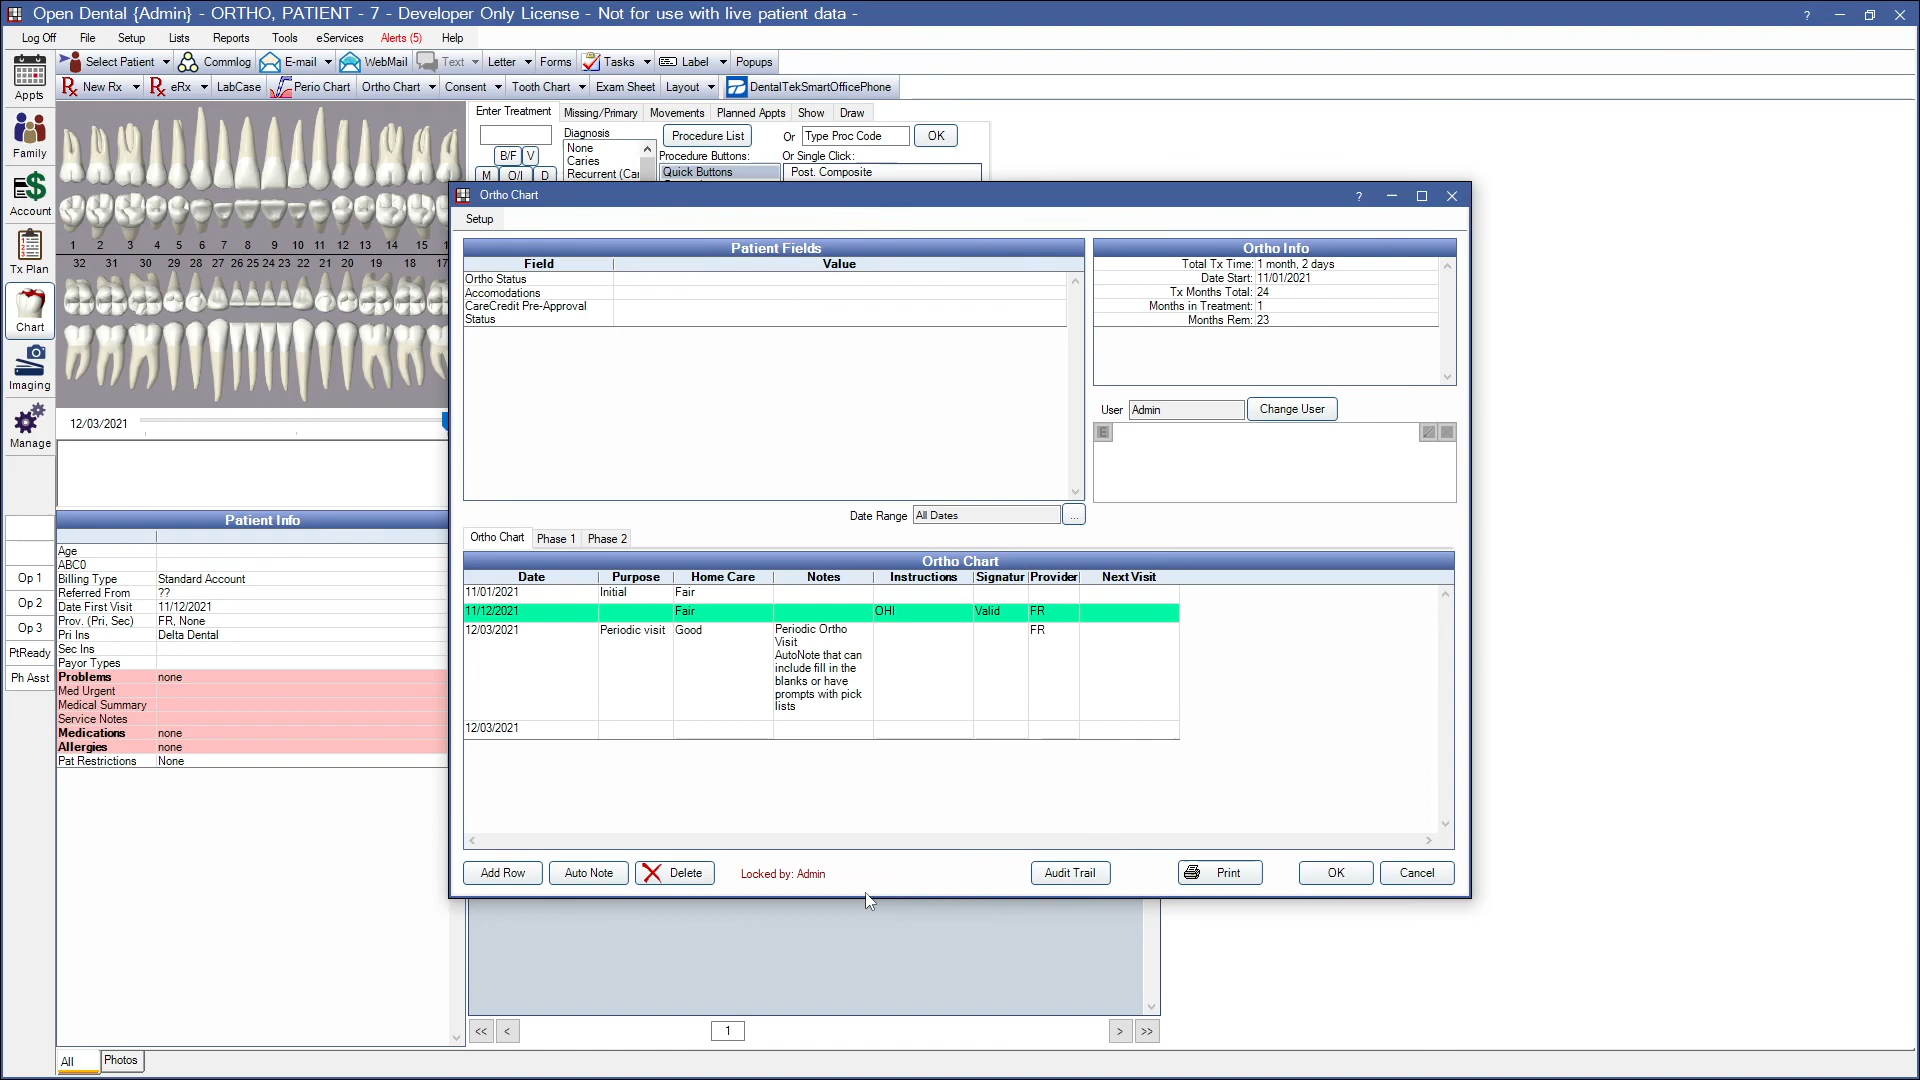 Open Dental {Admin} - ORTHO, PATIENT - 7 - Developer Only License - Not for use with live patient data -
Log Off File Setup Lists Reports Tools eServices Alerts (5) Help
Select Patient Commlog E-mail WebMail Text Letter Forms Tasks Label Popups
New Rx eRx LabCase Perio Chart Ortho Chart Consent Tooth Chart Exam Sheet Layout DentalTekSmartOfficePhone
Appts
Family
Account
Tx Plan
Chart
Imaging
Manage
Op 1
Op 2
Op 3
PtReady
Ph Asst
1 2 3 4 5 6 7 8 9 10 11 12 13 14 15
32 31 30 29 28 27 26 25 24 23 22 21 20 19 18 17
12/03/2021
Enter Treatment Missing/Primary Movements Planned Appts Show Draw
Diagnosis Procedure List Or Type Proc Code OK
None
Caries
Recurrent (Car
B/F V
M O/I D
Procedure Buttons: Or Single Click:
Quick Buttons Post. Composite
Patient Info
Age
ABC0
Billing Type Standard Account
Referred From ??
Date First Visit 11/12/2021
Prov. (Pri, Sec) FR, None
Pri Ins Delta Dental
Sec Ins
Payor Types
Problems none
Med Urgent
Medical Summary
Service Notes
Medications none
Allergies none
Pat Restrictions None
Ortho Chart
Setup
Patient Fields
Field Value
Ortho Status
Accomodations
CareCredit Pre-Approval
Status
Ortho Info
Total Tx Time: 1 month, 2 days
Date Start: 11/01/2021
Tx Months Total: 24
Months in Treatment: 1
Months Rem: 23
User Admin Change User
E
Date Range All Dates ...
Ortho Chart Phase 1 Phase 2
Ortho Chart
Date Purpose Home Care Notes Instructions Signatur Provider Next Visit
11/01/2021 Initial Fair
11/12/2021 Fair OHI Valid FR
12/03/2021 Periodic visit Good Periodic Ortho FR
Visit
AutoNote that can
include fill in the
blanks or have
prompts with pick
lists
12/03/2021
Add Row Auto Note Delete Locked by: Admin Audit Trail Print OK Cancel
<< < 1 > >>
All Photos